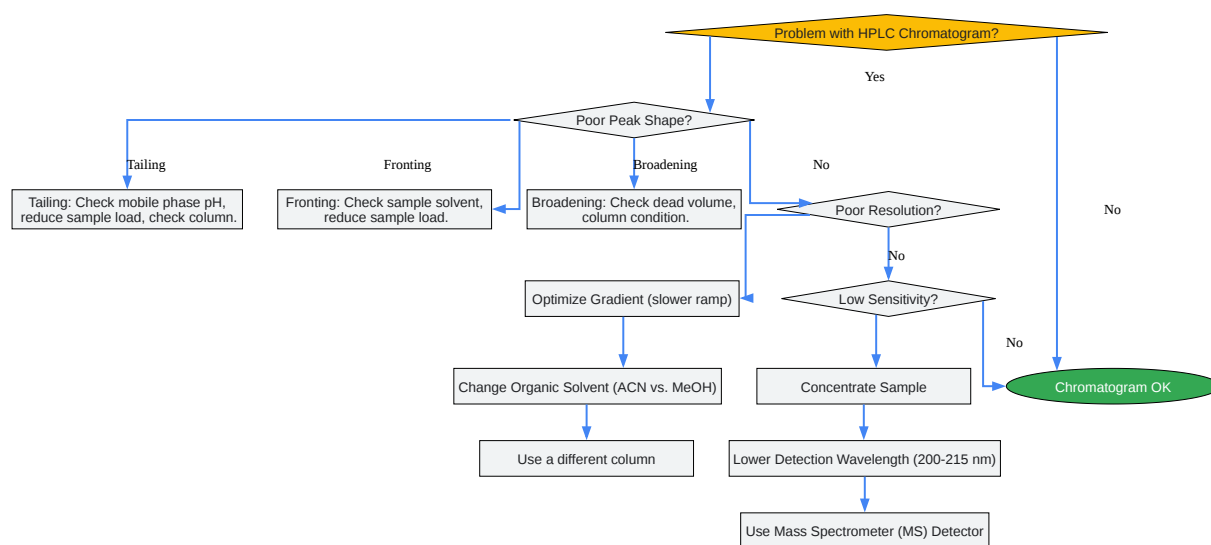 Problem with HPLC Chromatogram?
Yes
Poor Peak Shape?
Tailing
Fronting
Broadening
No
Tailing: Check mobile phase pH,
reduce sample load, check column.
Fronting: Check sample solvent,
reduce sample load.
Broadening: Check dead volume,
column condition.
Poor Resolution?
No
No
Optimize Gradient (slower ramp)
Low Sensitivity?
No
Change Organic Solvent (ACN vs. MeOH)
Concentrate Sample
Chromatogram OK
Use a different column
Lower Detection Wavelength (200-215 nm)
Use Mass Spectrometer (MS) Detector